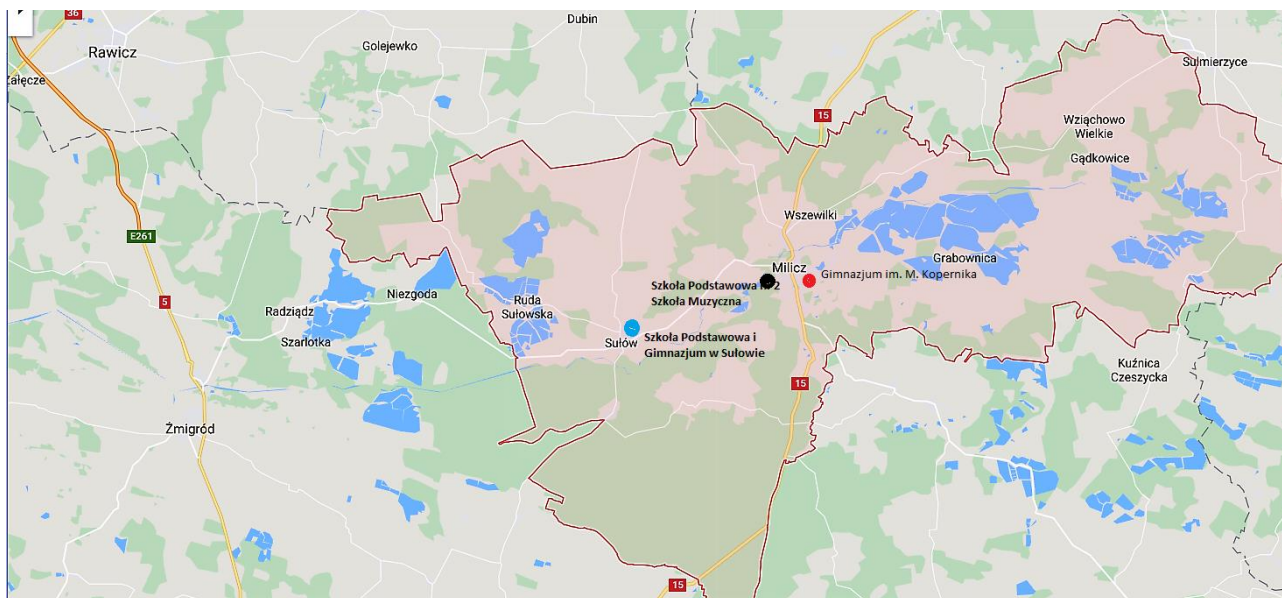 36
Dubin
Rawicz
Golejewko
Załęcze
Sulmierzyce
15
Wziąchowo
Wielkie
Gądkowice
Wszewilki
E261
Grabownica
Milicz
Gimnazjum im. M. Kopernika
Szkoła Podstawowa nr 2
Szkoła Muzyczna
Niezgoda
5
Ruda
Sułowska
Radziądz
Szarlotka
Sułów
Szkoła Podstawowa i
Gimnazjum w Sułowie
Kuźnica
Czeszycka
15
Żmigród
15